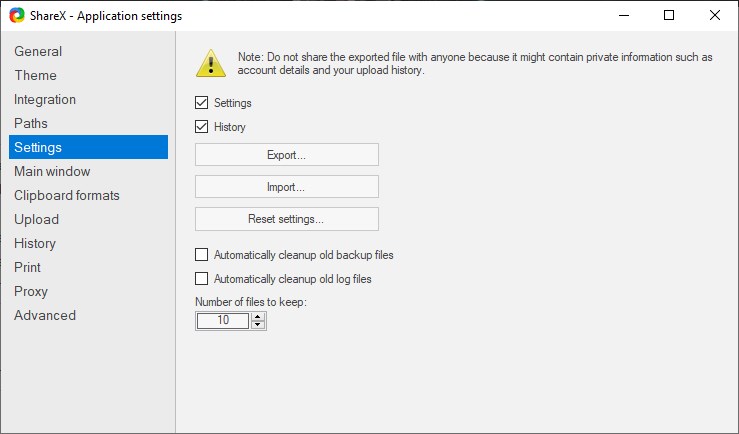 ShareX - Application settings
General
Theme
Integration
Paths
Settings
Main window
Clipboard formats
Upload
History
Print
Proxy
Advanced
Note: Do not share the exported file with anyone because it might contain private information such as
account details and your upload history.
Settings
History
Export...
Import...
Reset settings...
Automatically cleanup old backup files
Automatically cleanup old log files
Number of files to keep:
10